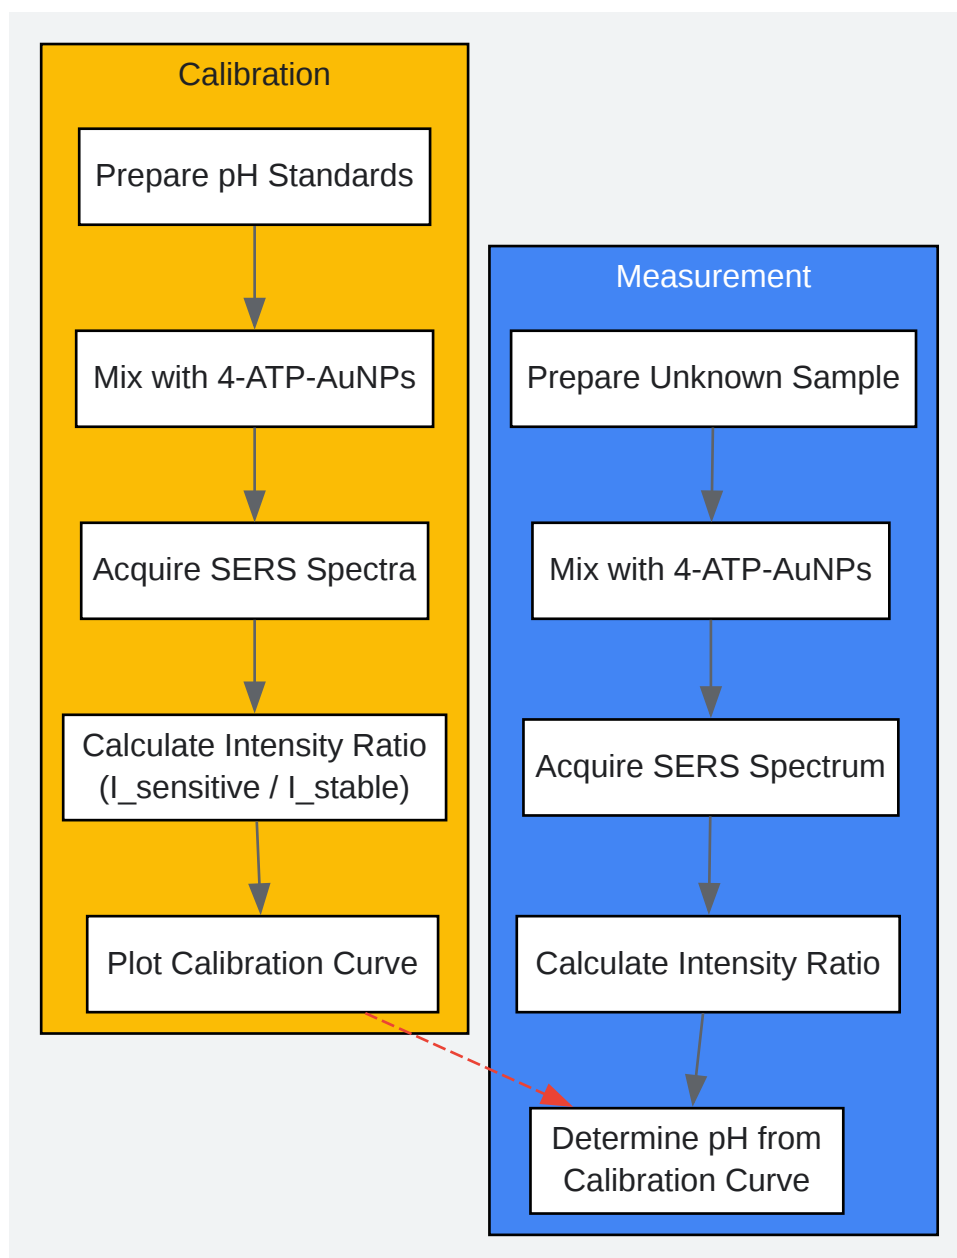 Calibration
Prepare pH Standards
Mix with 4-ATP-AuNPs
Acquire SERS Spectra
Calculate Intensity Ratio
(I_sensitive / I_stable)
Plot Calibration Curve
Measurement
Prepare Unknown Sample
Mix with 4-ATP-AuNPs
Acquire SERS Spectrum
Calculate Intensity Ratio
Determine pH from
Calibration Curve